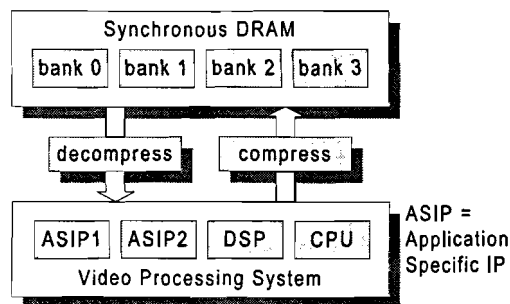 Synchronous DRAM
bank 0 bank 1 bank 2 bank 3
decompress compress
ASIP1 ASIP2 DSP CPU
Video Processing System
ASIP =
Application
Specific IP